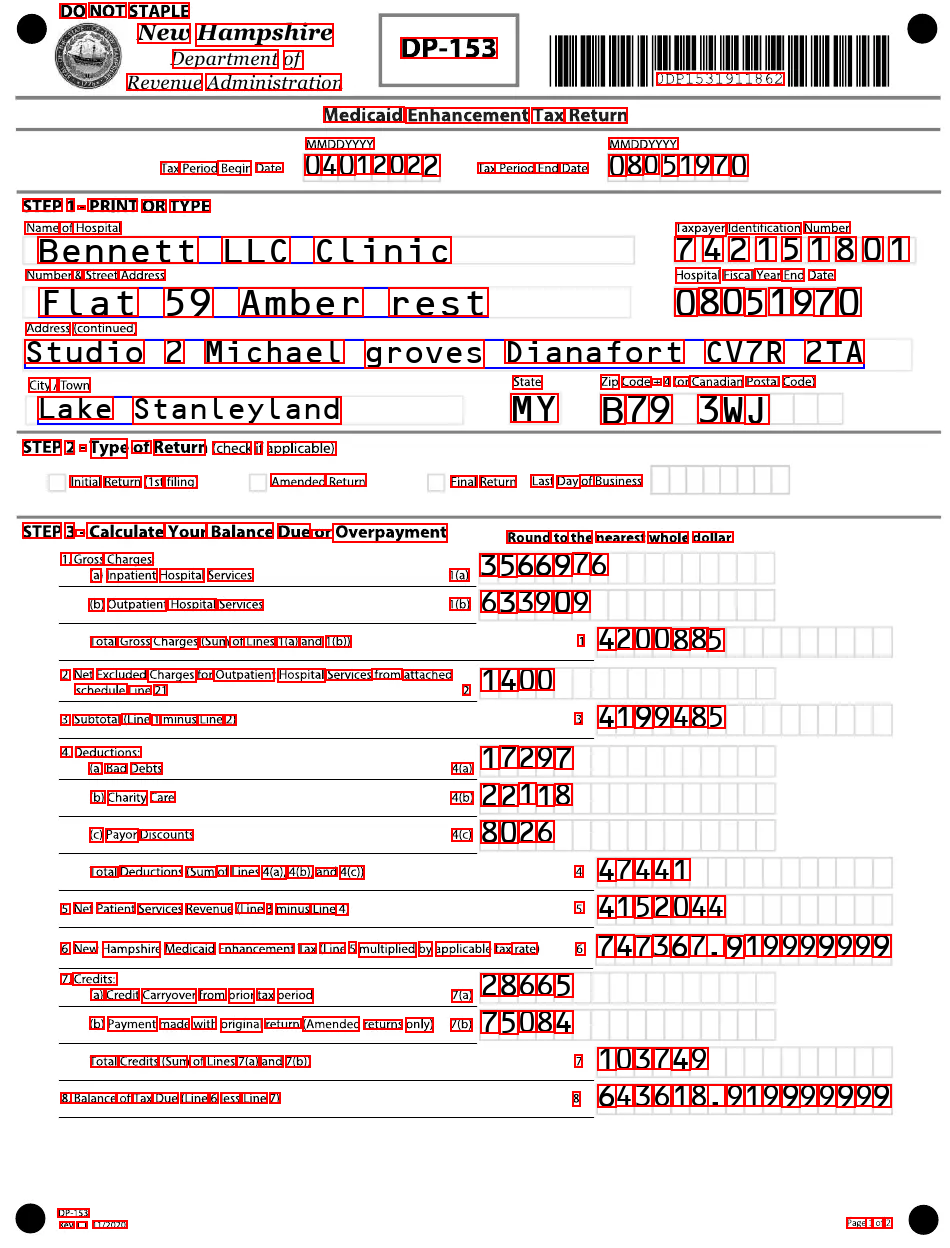 DO NOT STAPLE
New Hampshire
Department of
Revenue Administration
DP-153
0DP1531911862
Medicaid Enhancement Tax Return
MMDDYYYY MMDDYYYY
Tax Period Begin Date 04012022 Tax Period End Date 08051970
STEP 1 - PRINT OR TYPE
Name of Hospital Taxpayer Identification Number
Bennett LLC Clinic 742151801
Number & Street Address Hospital Fiscal Year End Date
Flat 59 Amber rest 08051970
Address (continued)
Studio 2 Michael groves Dianafort CV7R 2TA
City / Town State Zip Code + 4 (or Canadian Postal Code)
Lake Stanleyland MY B79 3WJ
STEP 2 - Type of Return (check if applicable)
Initial Return (1st filing) Amended Return Final Return Last Day of Business
STEP 3 - Calculate Your Balance Due or Overpayment Round to the nearest whole dollar
1. Gross Charges
(a) Inpatient Hospital Services 1(a) 3566976
(b) Outpatient Hospital Services 1(b) 633909
Total Gross Charges (Sum of Lines 1(a) and 1(b)) 1 4200885
2. Net Excluded Charges for Outpatient Hospital Services from attached
schedule Line 21 2 1400
3. Subtotal (Line 1 minus Line 2) 3 4199485
4. Deductions:
(a) Bad Debts 4(a) 17297
(b) Charity Care 4(b) 22118
(c) Payor Discounts 4(c) 8026
Total Deductions (Sum of Lines 4(a), 4(b), and 4(c)) 4 47441
5. Net Patient Services Revenue (Line 3 minus Line 4) 5 4152044
6. New Hampshire Medicaid Enhancement Tax (Line 5 multiplied by applicable tax rate) 6 747367.919999999
7. Credits:
(a) Credit Carryover from prior tax period 7(a) 28665
(b) Payment made with original return (Amended returns only) 7(b) 75084
Total Credits (Sum of Lines 7(a) and 7(b)) 7 103749
8. Balance of Tax Due (Line 6 less Line 7) 8 643618.919999999
DP-153
Rev 1.1 11/2020 Page 1 of 2